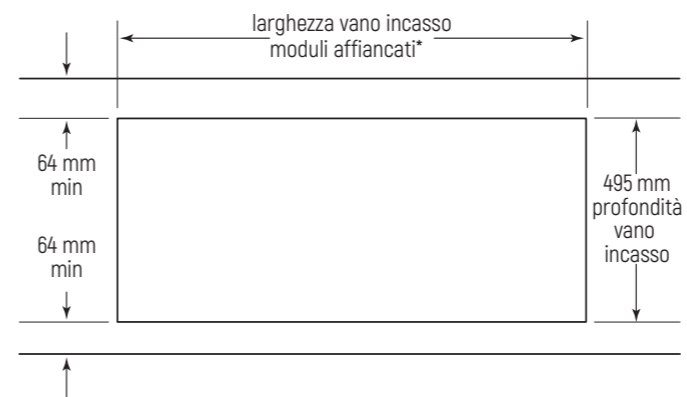 larghezza vano incasso
moduli affiancati*
64 mm
min
64 mm
min
495 mm
profondità
vano
incasso